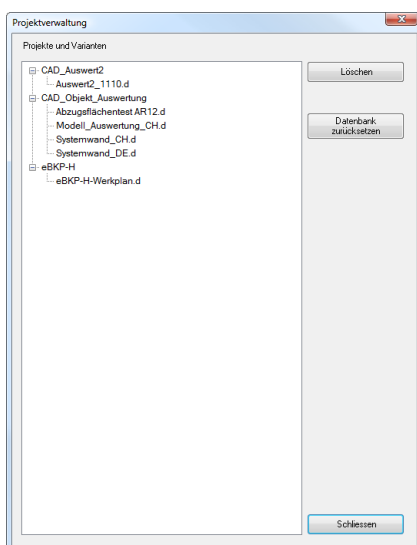 Projektverwaltung
Projekte und Varianten
CAD_Auswert2
Auswert2_1110.d
CAD_Objekt_Auswertung
Abzugsflächentest AR12.d
Modell_Auswertung_CH.d
Systemwand_CH.d
Systemwand_DE.d
eBKP-H
eBKP-H-Werkplan.d
Löschen
Datenbank
zurücksetzen
Schliessen